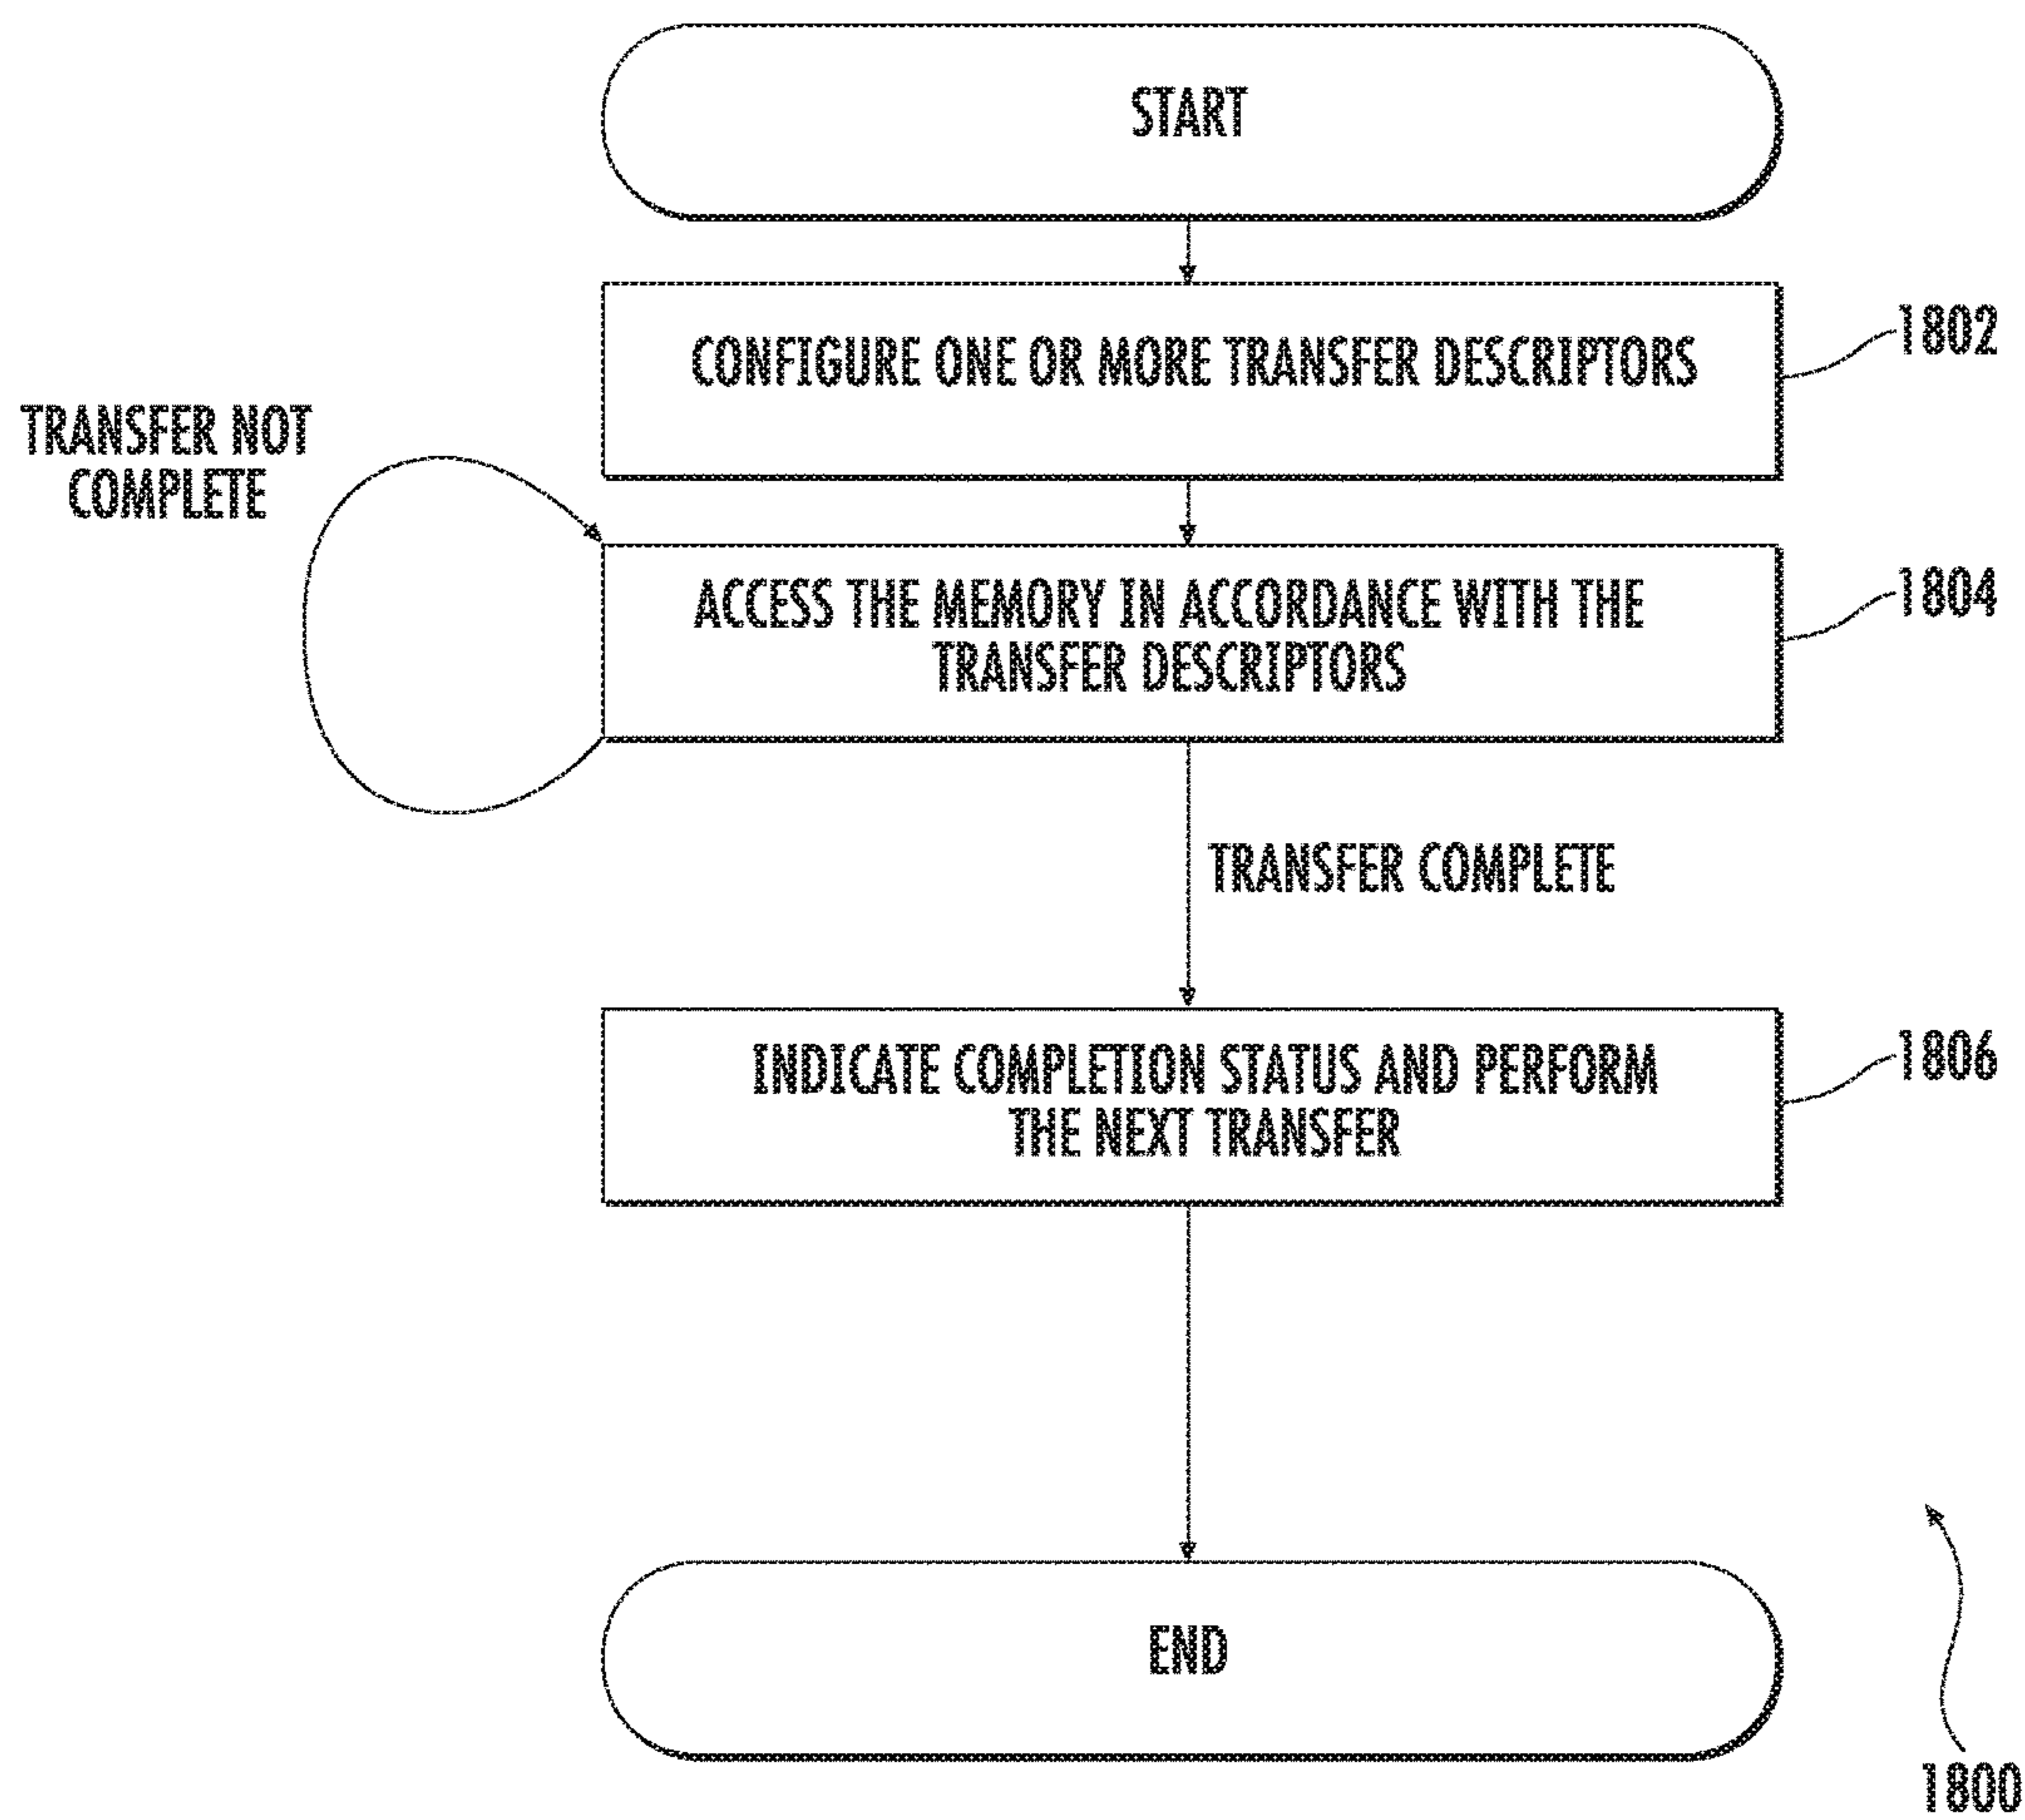 START
CONFIGURE ONE OR MORE TRANSFER DESCRIPTORS
1802
TRANSFER NOT
COMPLETE
ACCESS THE MEMORY IN ACCORDANCE WITH THE
TRANSFER DESCRIPTORS
1804
TRANSFER COMPLETE
INDICATE COMPLETION STATUS AND PERFORM
THE NEXT TRANSFER
1806
END
1800